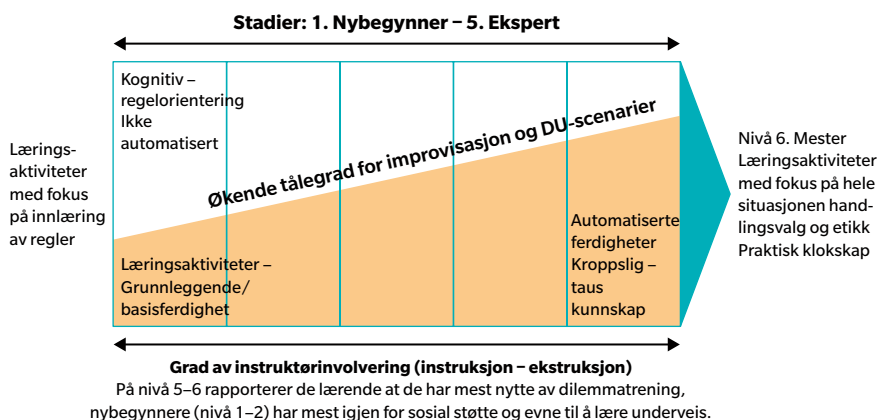 Stadier: 1. Nybegynner – 5. Ekspert
Lærings-
aktiviteter
med fokus
på innlæring
av regler
Kognitiv –
regelorientering
Ikke
automatisert
Økende tålegrad for improvisasjon og DU-scenarier
Læringsaktiviteter –
Grunnleggende/
basisferdighet
Automatiserte
ferdigheter
Kroppslig –
taus
kunnskap
Nivå 6. Mester
Læringsaktiviteter
med fokus på hele
situasjonen hand-
lingsvalg og etikk
Praktisk klokskap
Grad av instruktørinvolvering (instruksjon – ekstruksjon)
På nivå 5–6 rapporterer de lærende at de har mest nytte av dilemmatrening,
nybegynnere (nivå 1–2) har mest igjen for sosial støtte og evne til å lære underveis.